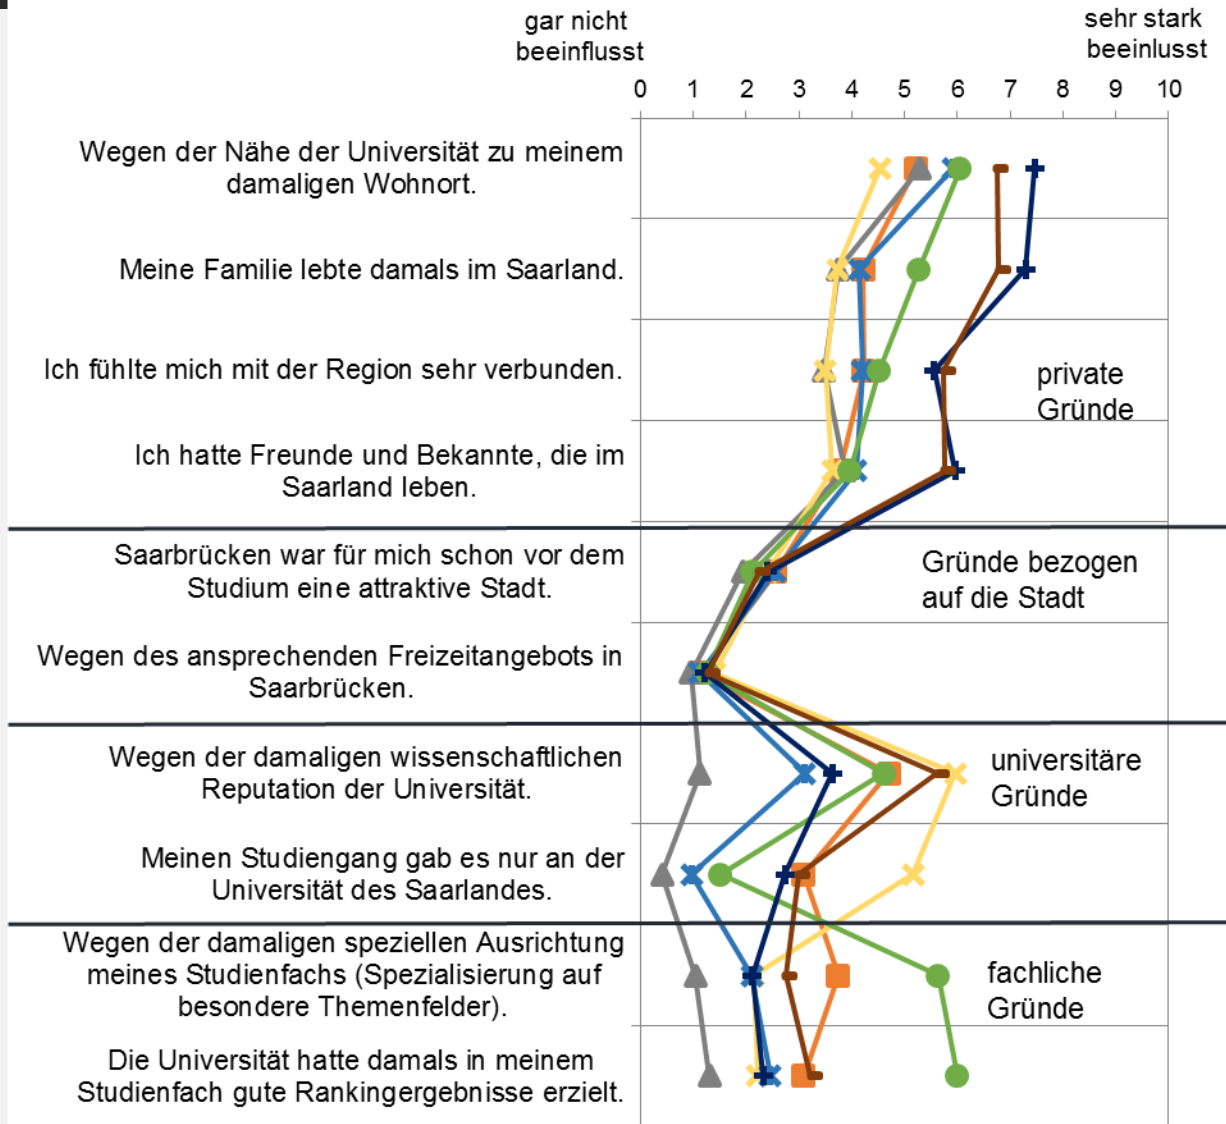 gar nicht
beeinflusst
sehr stark
beeinlusst
0 1 2 3 4 5 6 7 8 9 10
Wegen der Nähe der Universität zu meinem
damaligen Wohnort.
Meine Familie lebte damals im Saarland.
Ich fühlte mich mit der Region sehr verbunden.
private
Gründe
Ich hatte Freunde und Bekannte, die im
Saarland leben.
Saarbrücken war für mich schon vor dem
Studium eine attraktive Stadt.
Gründe bezogen
auf die Stadt
Wegen des ansprechenden Freizeitangebots in
Saarbrücken.
Wegen der damaligen wissenschaftlichen
Reputation der Universität.
universitäre
Gründe
Meinen Studiengang gab es nur an der
Universität des Saarlandes.
Wegen der damaligen speziellen Ausrichtung
meines Studienfachs (Spezialisierung auf
besondere Themenfelder).
fachliche
Gründe
Die Universität hatte damals in meinem
Studienfach gute Rankingergebnisse erzielt.